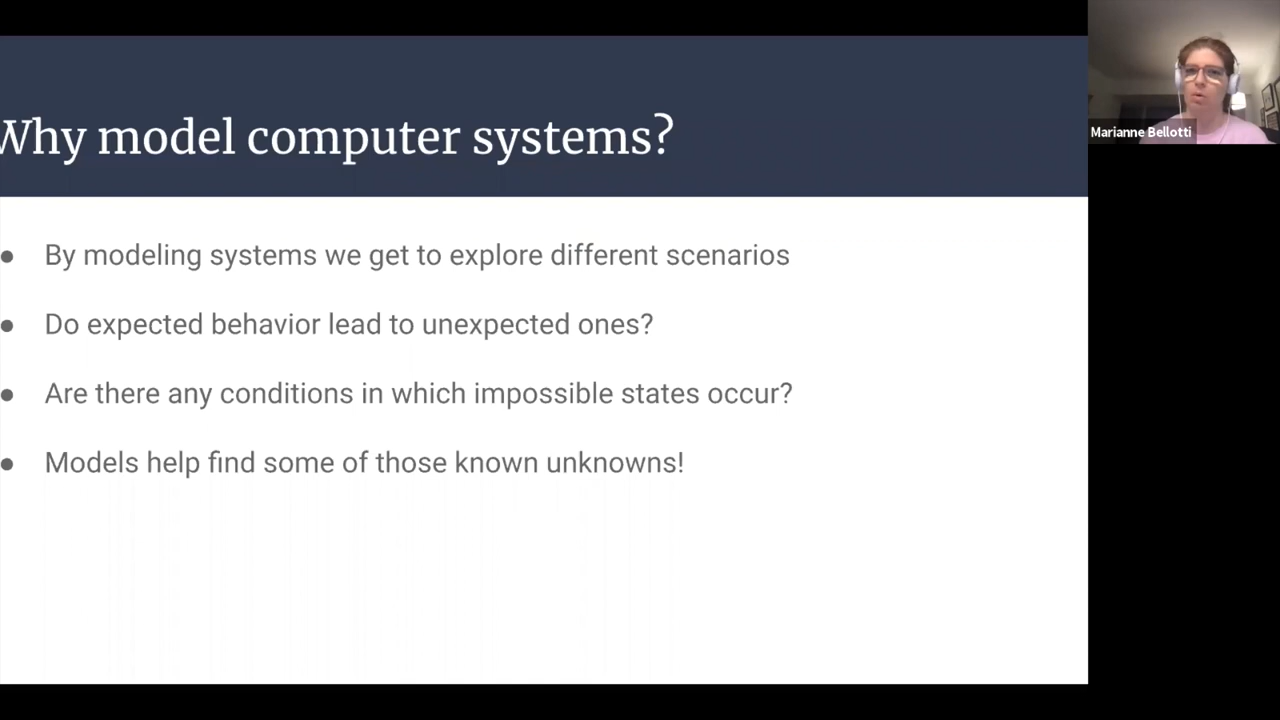 Why model computer systems?
● By modeling systems we get to explore different scenarios
● Do expected behavior lead to unexpected ones?
● Are there any conditions in which impossible states occur?
● Models help find some of those known unknowns!
Marianne Bellotti